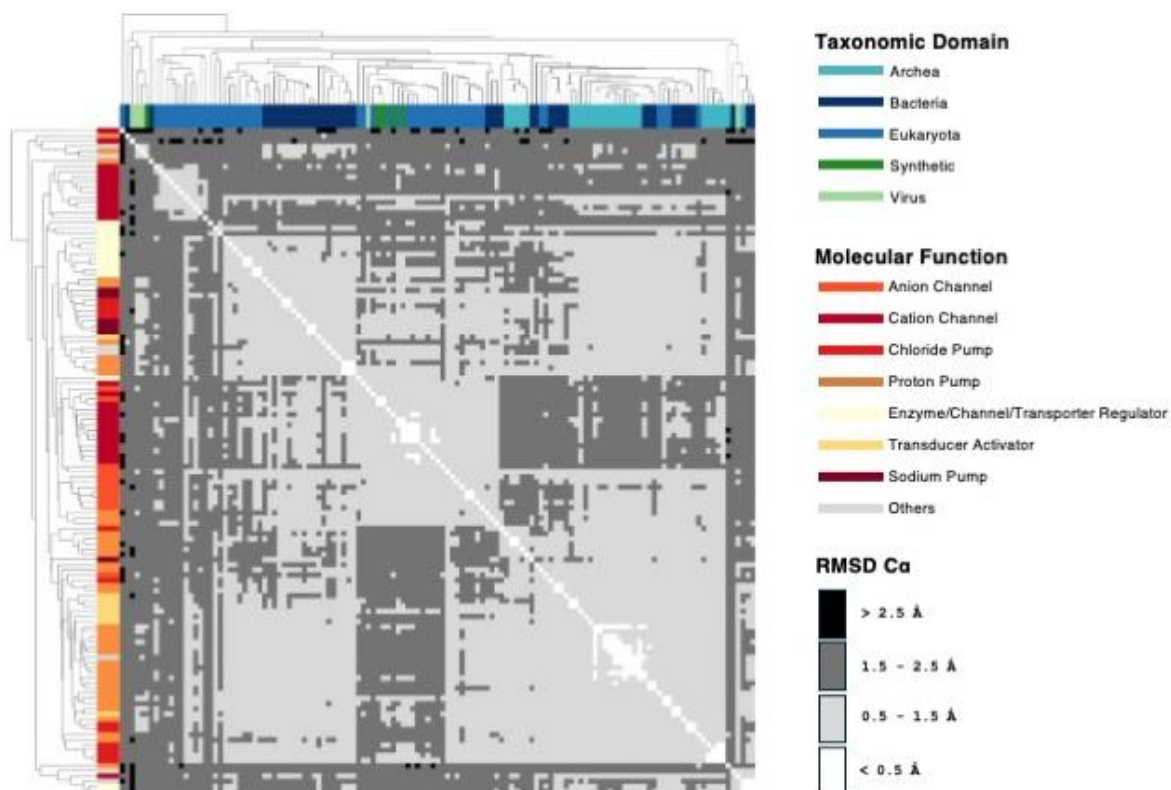 Taxonomic Domain
Archea
Bacteria
Eukaryota
Synthetic
Virus
Molecular Function
Anion Channel
Cation Channel
Chloride Pump
Proton Pump
Enzyme/Channel/Transporter Regulator
Transducer Activator
Sodium Pump
Others
RMSD Cα
> 2.5 Å
1.5 - 2.5 Å
0.5 - 1.5 Å
< 0.5 Å